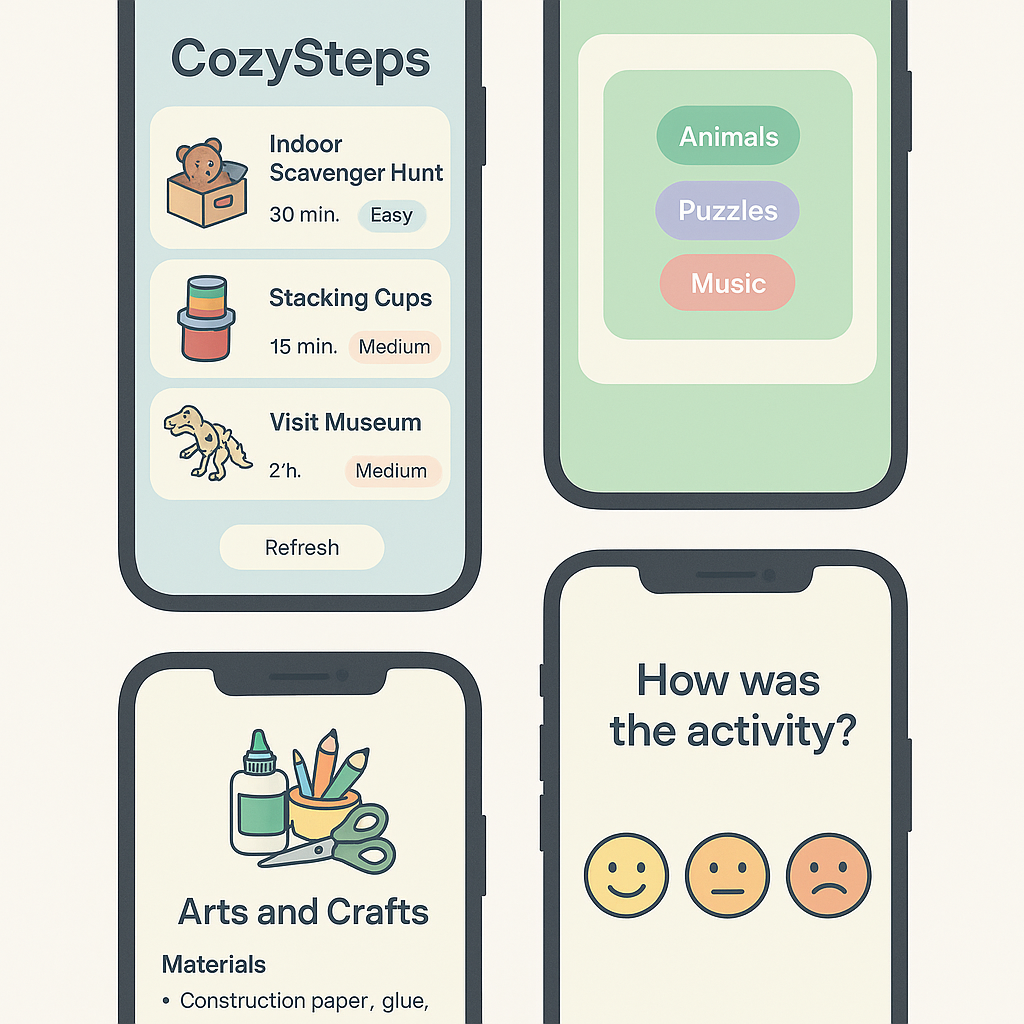 CozySteps
Indoor
Scavenger Hunt
30 min. Easy
Stacking Cups
15 min. Medium
Visit Museum
2'h. Medium
Refresh
Arts and Crafts
Materials
• Construction paper, glue,
Animals
Puzzles
Music
How was
the activity?